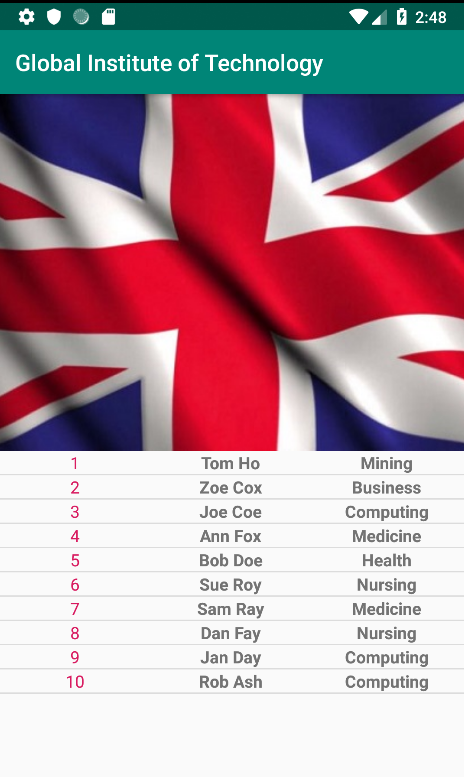 2:48
Global Institute of Technology
1 Tom Ho Mining
2 Zoe Cox Business
3 Joe Coe Computing
4 Ann Fox Medicine
5 Bob Doe Health
6 Sue Roy Nursing
7 Sam Ray Medicine
8 Dan Fay Nursing
9 Jan Day Computing
10 Rob Ash Computing